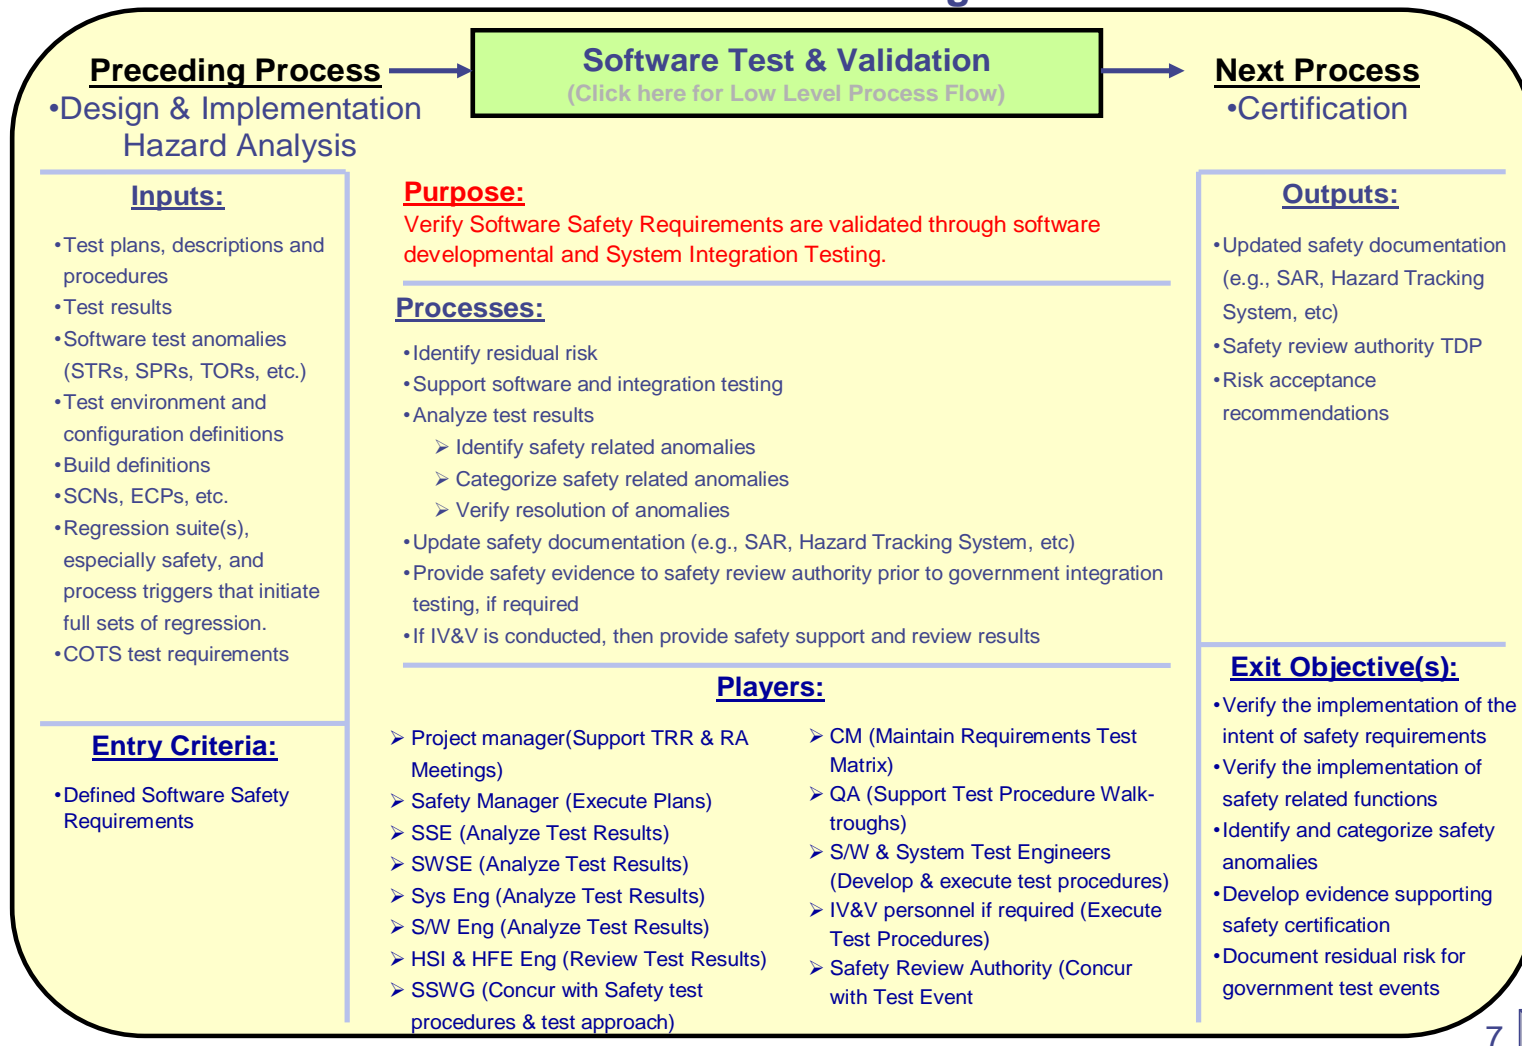 Preceding Process
•Design & Implementation
Hazard Analysis
Software Test & Validation
(Click here for Low Level Process Flow)
Next Process
•Certification
Inputs:
•Test plans, descriptions and
procedures
•Test results
•Software test anomalies
(STRs, SPRs, TORs, etc.)
•Test environment and
configuration definitions
•Build definitions
•SCNs, ECPs, etc.
•Regression suite(s),
especially safety, and
process triggers that initiate
full sets of regression.
•COTS test requirements
Entry Criteria:
•Defined Software Safety
Requirements
Purpose:
Verify Software Safety Requirements are validated through software
developmental and System Integration Testing.
Processes:
•Identify residual risk
•Support software and integration testing
•Analyze test results
➢ Identify safety related anomalies
➢ Categorize safety related anomalies
➢ Verify resolution of anomalies
•Update safety documentation (e.g., SAR, Hazard Tracking System, etc)
•Provide safety evidence to safety review authority prior to government integration
testing, if required
•If IV&V is conducted, then provide safety support and review results
Players:
➢ Project manager(Support TRR & RA
Meetings)
➢ Safety Manager (Execute Plans)
➢ SSE (Analyze Test Results)
➢ SWSE (Analyze Test Results)
➢ Sys Eng (Analyze Test Results)
➢ S/W Eng (Analyze Test Results)
➢ HSI & HFE Eng (Review Test Results)
➢ SSWG (Concur with Safety test
procedures & test approach)
➢ CM (Maintain Requirements Test
Matrix)
➢ QA (Support Test Procedure Walk-
troughs)
➢ S/W & System Test Engineers
(Develop & execute test procedures)
➢ IV&V personnel if required (Execute
Test Procedures)
➢ Safety Review Authority (Concur
with Test Event
Outputs:
•Updated safety documentation
(e.g., SAR, Hazard Tracking
System, etc)
•Safety review authority TDP
•Risk acceptance
recommendations
Exit Objective(s):
•Verify the implementation of the
intent of safety requirements
•Verify the implementation of
safety related functions
•Identify and categorize safety
anomalies
•Develop evidence supporting
safety certification
•Document residual risk for
government test events
7